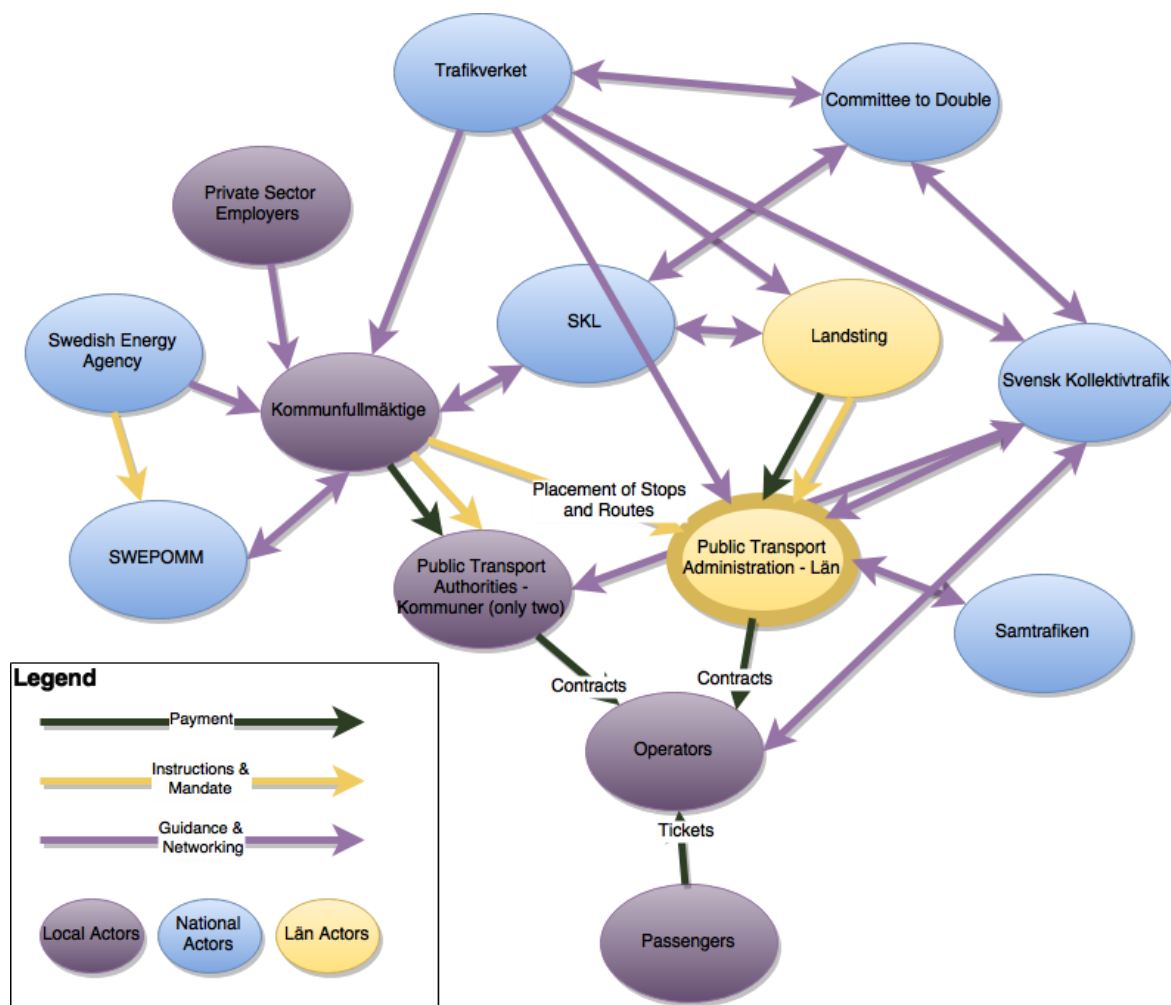 Trafikverket
Committee to Double
Private Sector
Employers
SKL
Landsting
Swedish Energy
Agency
Svensk Kollektivtrafik
Kommunfullmäktige
Placement of Stops
and Routes
SWEPOMM
Public Transport
Authorities -
Kommuner (only two)
Public Transport
Administration - Län
Samtrafiken
Contracts
Contracts
Operators
Tickets
Passengers
Legend
Payment
Instructions &
Mandate
Guidance &
Networking
Local Actors
National
Actors
Län Actors